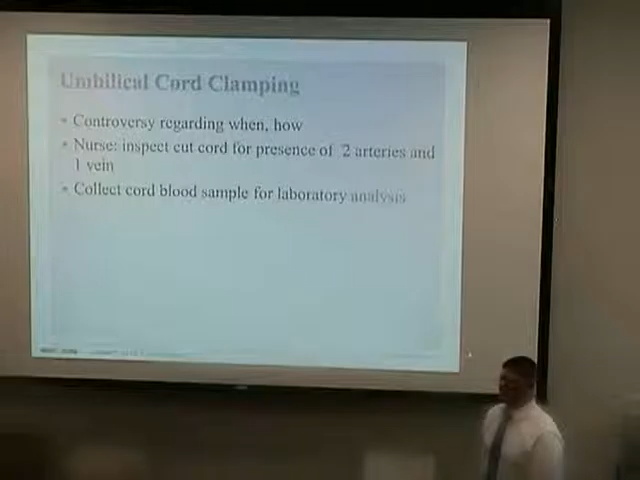 Umbilical Cord Clamping
Controversy regarding when, how
Nurse: inspect cut cord for presence of 2 arteries and
1 vein
Collect cord blood sample for laboratory analysis